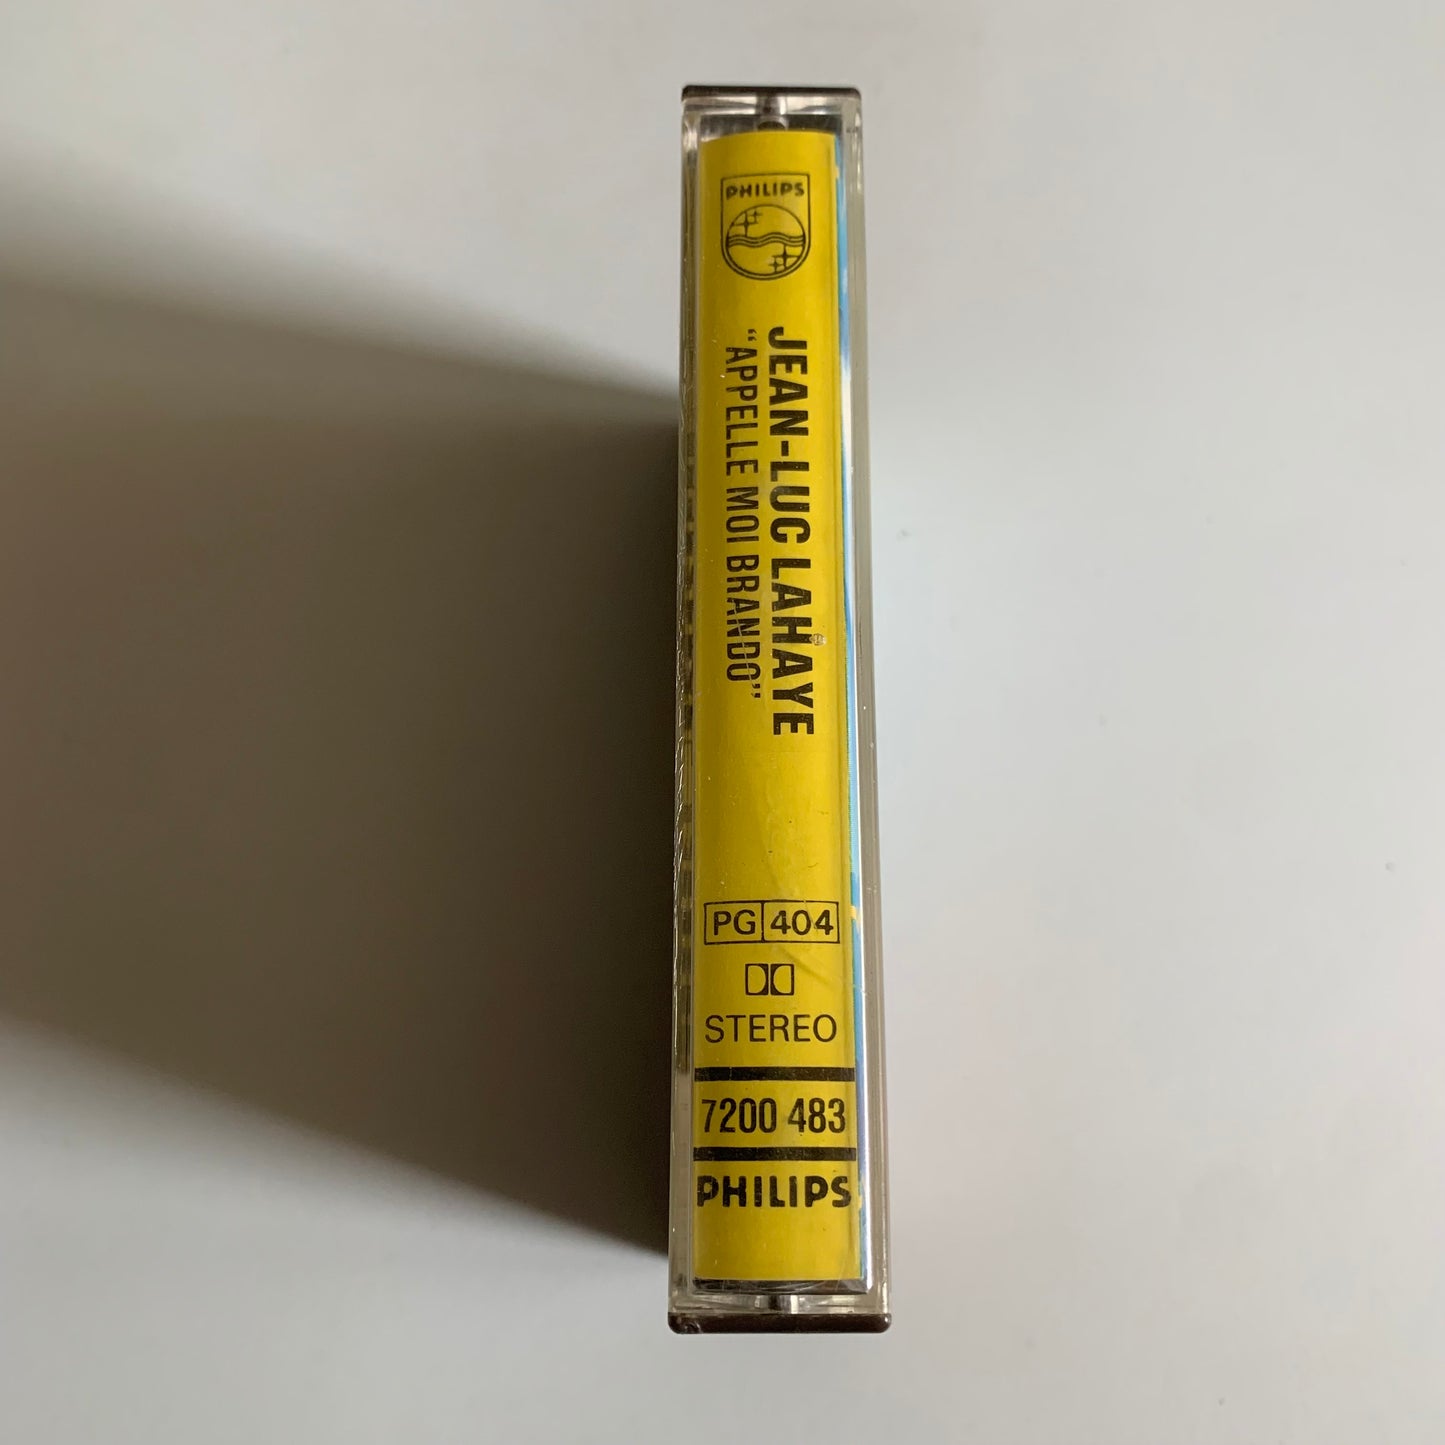 PHILIPS
JEAN-LUC LAHAYE
“APPELLE MOI BRANDO”
PG 404
STEREO
7200 483
PHILIPS